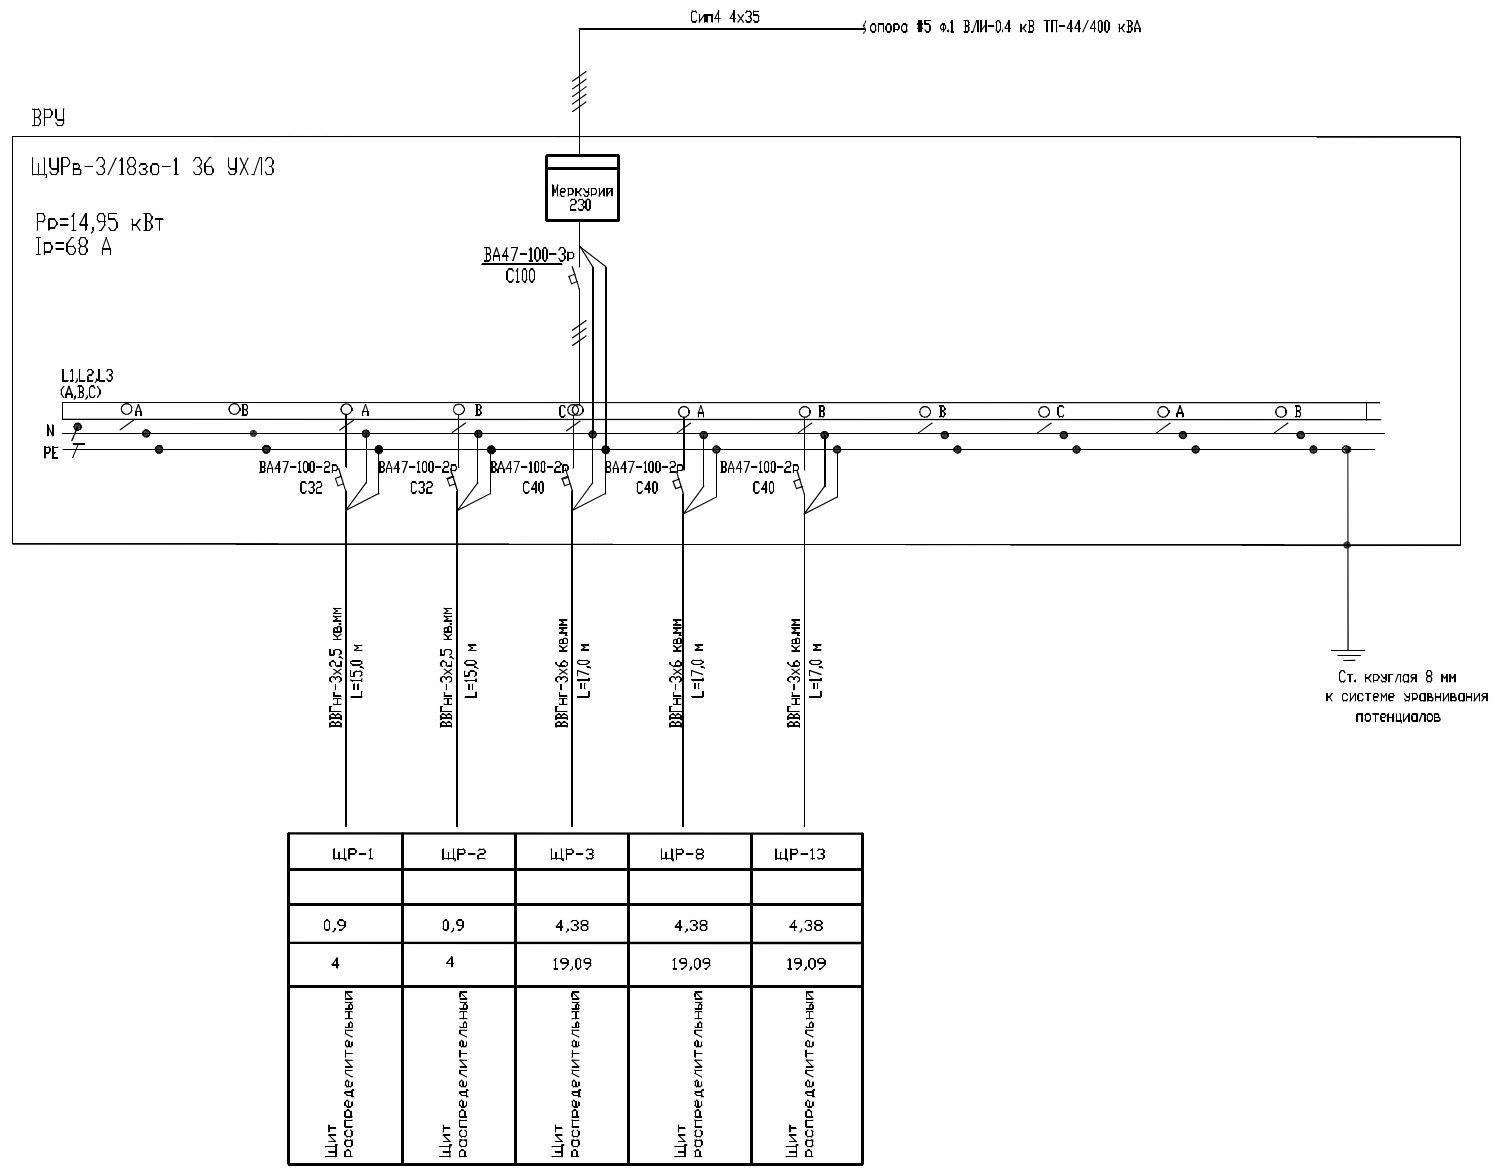 Сип4 4х35
опора #5 ф.1 ВЛИ-0.4 кВ ТП-44/400 кВА
ВРУ
ЩУРв-3/18зо-1 36 УХЛ3
Рр=14,95 кВт
Iр=68 А
Меркурий
230
ВА47-100-3р
С100
L1,L2,L3
(А,В,С)
А
В
А
В
С
А
В
В
С
А
В
N
PE
ВА47-100-2р
С32
ВА47-100-2р
С32
ВА47-100-2р
С40
ВА47-100-2р
С40
ВА47-100-2р
С40
ВВГнг-3х2,5 кв.мм
L=15,0 м
ВВГнг-3х2,5 кв.мм
L=15,0 м
ВВГнг-3х6 кв.мм
L=17,0 м
ВВГнг-3х6 кв.мм
L=17,0 м
ВВГнг-3х6 кв.мм
L=17,0 м
Ст. круглая 8 мм
к системе уравнивания
потенциалов
ЩР-1
ЩР-2
ЩР-3
ЩР-8
ЩР-13
0,9
0,9
4,38
4,38
4,38
4
4
19,09
19,09
19,09
Щит
распределительный
Щит
распределительный
Щит
распределительный
Щит
распределительный
Щит
распределительный